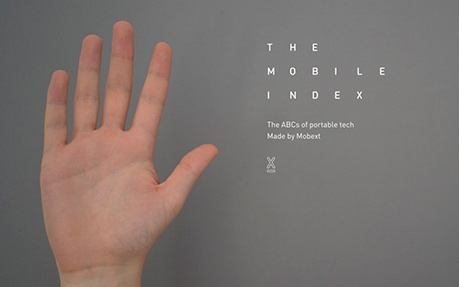 THE
MOBILE
INDEX
The ABCs of portable tech
Made by Mobext
X